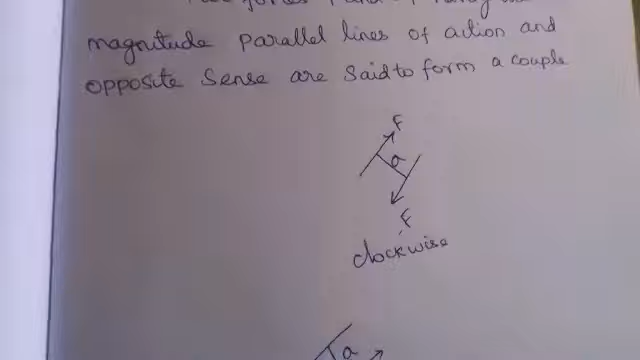 magnitude parallel lines of action and
opposite sense are said to form a couple
F
a
F
clockwise
a